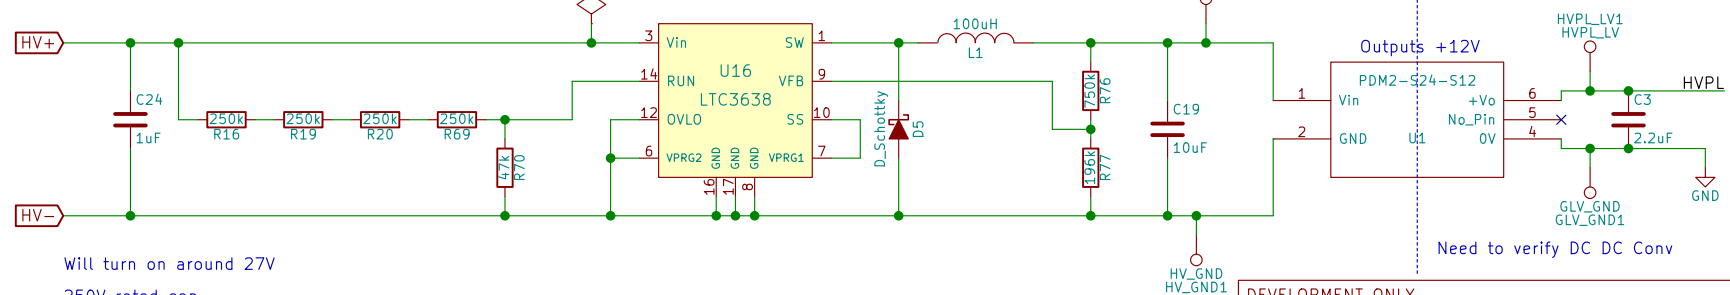 HV+
C24
1uF
250k
R16
250k
R19
250k
R20
250k
R69
47k
R70
HV-
Will turn on around 27V
250V rated cap
U16
LTC3638
3 Vin
14 RUN
12 OVLO
6 VPRG2
SW 1
VFB 9
SS 10
VPRG1 7
GND GND GND
16 17 8
D_Schottky
D5
100uH
L1
750k
R76
196k
R77
C19
10uF
HV_GND
HV_GND1
Outputs +12V
PDM2-S24-S12
1 Vin
2 GND
U1
+Vo 6
No_Pin 5
0V 4
HVPL_LV1
HVPL_LV
HVPL
C3
2.2uF
GLV_GND
GLV_GND1
GND
Need to verify DC DC Conv
DEVELOPMENT ONLY